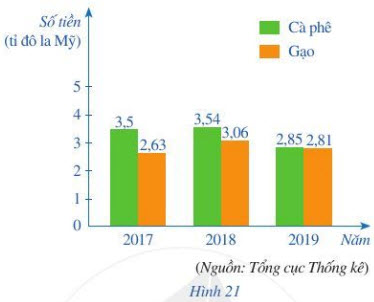 Số tiền
(tỉ đô la Mỹ)
Cà phê
Gạo
5
4
3
2
1
0
3,5
2,63
3,54
3,06
2,85 2,81
2017 2018 2019 Năm
(Nguồn: Tổng cục Thống kê)
Hình 21